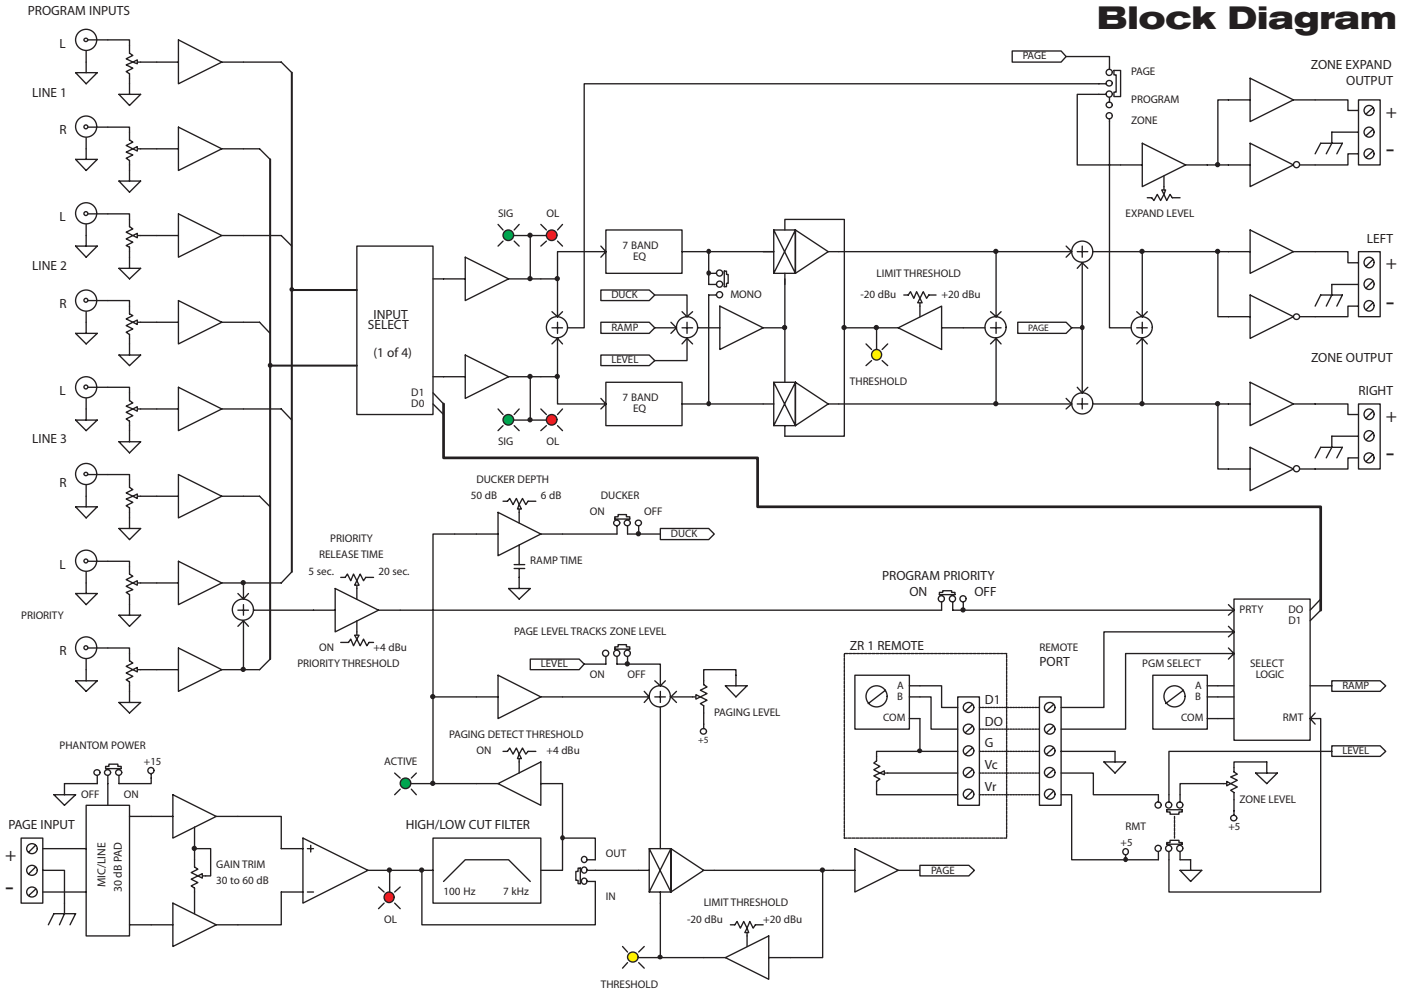 Block Diagram
PROGRAM INPUTS
L
LINE 1
R
L
LINE 2
R
L
LINE 3
R
L
PRIORITY
R
INPUT
SELECT
(1 of 4)
D1
D0
SIG
OL
SIG
OL
7 BAND
EQ
7 BAND
EQ
DUCK
RAMP
LEVEL
MONO
LIMIT THRESHOLD
-20 dBu
+20 dBu
THRESHOLD
PAGE
PAGE
PAGE
PROGRAM
ZONE
EXPAND LEVEL
ZONE EXPAND
OUTPUT
+
-
LEFT
+
-
ZONE OUTPUT
RIGHT
+
-
DUCKER DEPTH
50 dB
6 dB
DUCKER
ON
OFF
DUCK
RAMP TIME
PRIORITY
RELEASE TIME
5 sec.
20 sec.
ON
+4 dBu
PRIORITY THRESHOLD
PROGRAM PRIORITY
ON
OFF
PAGE LEVEL TRACKS ZONE LEVEL
LEVEL
ON
OFF
PAGING LEVEL
+5
PAGING DETECT THRESHOLD
ON
+4 dBu
ACTIVE
ZR 1 REMOTE
A
B
COM
D1
DO
G
Vc
Vr
REMOTE
PORT
PGM SELECT
A
B
COM
PRTY
DO
D1
SELECT
LOGIC
RMT
RAMP
LEVEL
ZONE LEVEL
+5
RMT
+5
PHANTOM POWER
+15
OFF
ON
PAGE INPUT
+
-
MIC/LINE
30 dB PAD
GAIN TRIM
30 to 60 dB
+
-
OL
HIGH/LOW CUT FILTER
100 Hz
7 kHz
OUT
IN
PAGE
LIMIT THRESHOLD
-20 dBu
+20 dBu
THRESHOLD